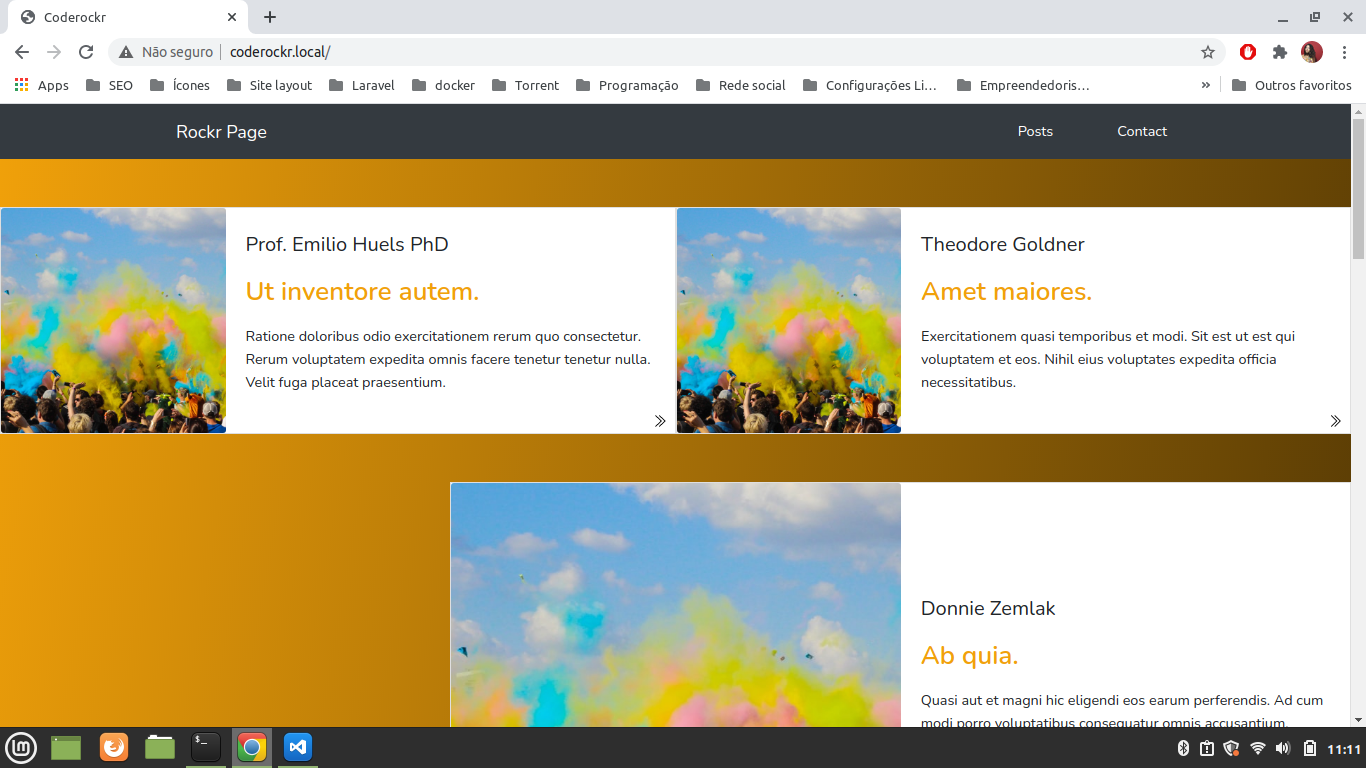 Coderockr
Não seguro
coderockr.local/
Apps
SEO
Ícones
Site layout
Laravel
docker
Torrent
Programação
Rede social
Configurações Li...
Empreendedoris...
»
Outros favoritos
Rockr Page
Posts
Contact
Prof. Emilio Huels PhD
Ut inventore autem.
Ratione doloribus odio exercitationem rerum quo consectetur.
Rerum voluptatem expedita omnis facere tenetur tenetur nulla.
Velit fuga placeat praesentium.
Theodore Goldner
Amet maiores.
Exercitationem quasi temporibus et modi. Sit est ut est qui
voluptatem et eos. Nihil eius voluptates expedita officia
necessitatibus.
Donnie Zemlak
Ab quia.
Quasi aut et magni hic eligendi eos earum perferendis. Ad cum
modi porro voluptatibus consequatur omnis accusantium.
11:11